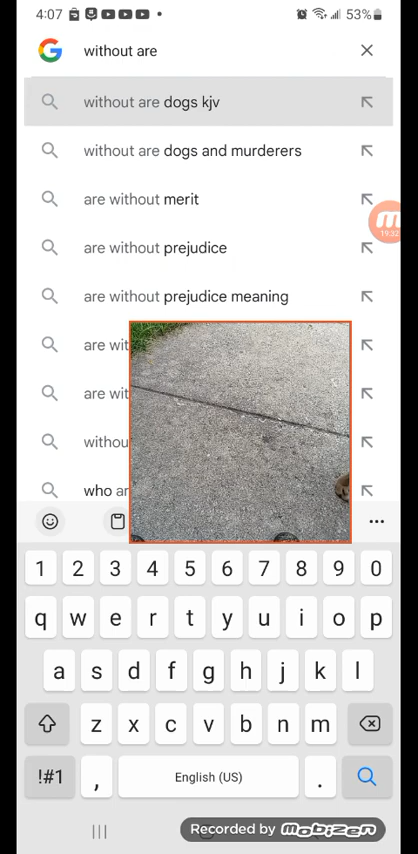 4:07 53%
without are
without are dogs kjv
without are dogs and murderers
are without merit
19:32
are without prejudice
are without prejudice meaning
are wit
are wit
withou
who ar
1 2 3 4 5 6 7 8 9 0
q w e r t y u i o p
a s d f g h j k l
z x c v b n m
!#1 , English (US) .
Recorded by mobizen